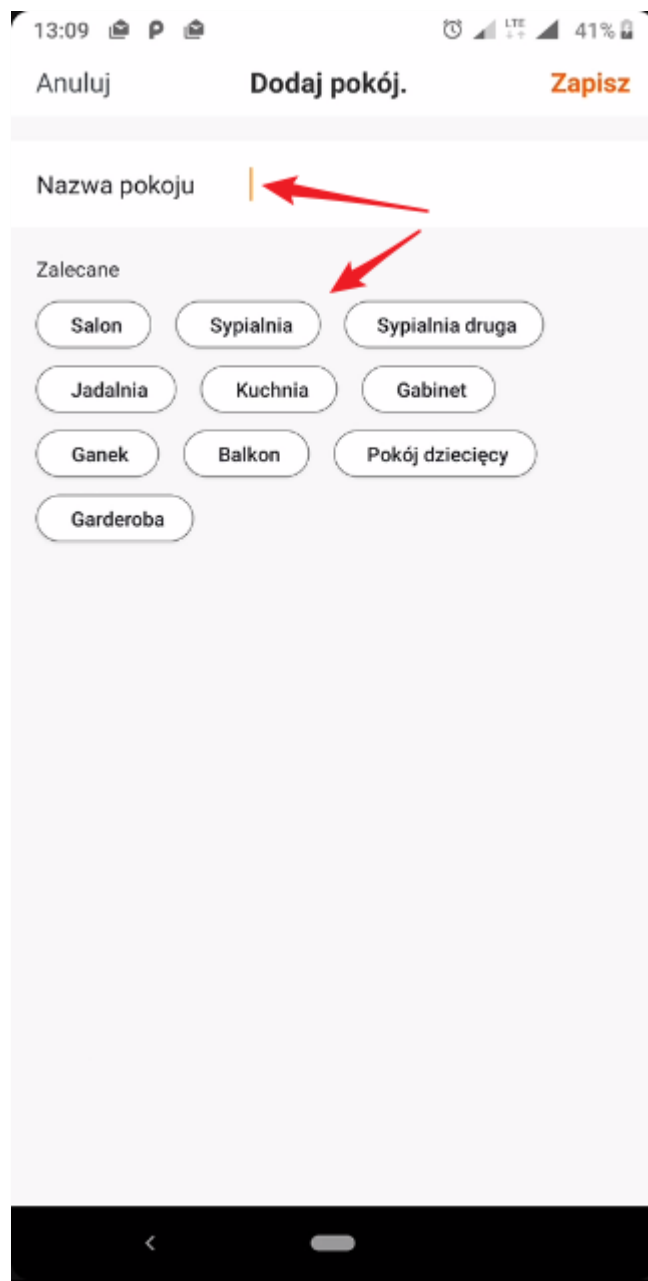 13:09 P LTE 41%
Anuluj Dodaj pokój. Zapisz
Nazwa pokoju
Zalecane
Salon Sypialnia Sypialnia druga
Jadalnia Kuchnia Gabinet
Ganek Balkon Pokój dziecięcy
Garderoba